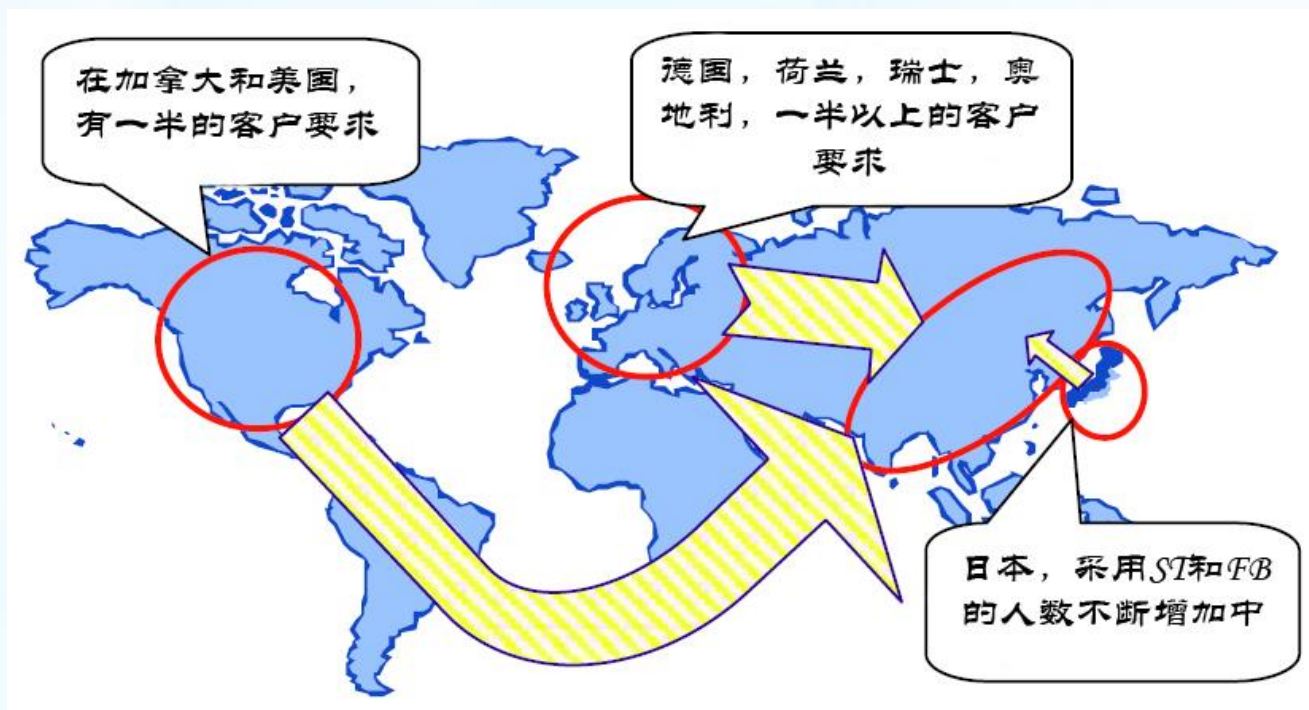 在加拿大和美国，
有一半的客户要求
德国，荷兰，瑞士，奥
地利，一半以上的客户
要求
日本，采用ST和FB
的人数不断增加中